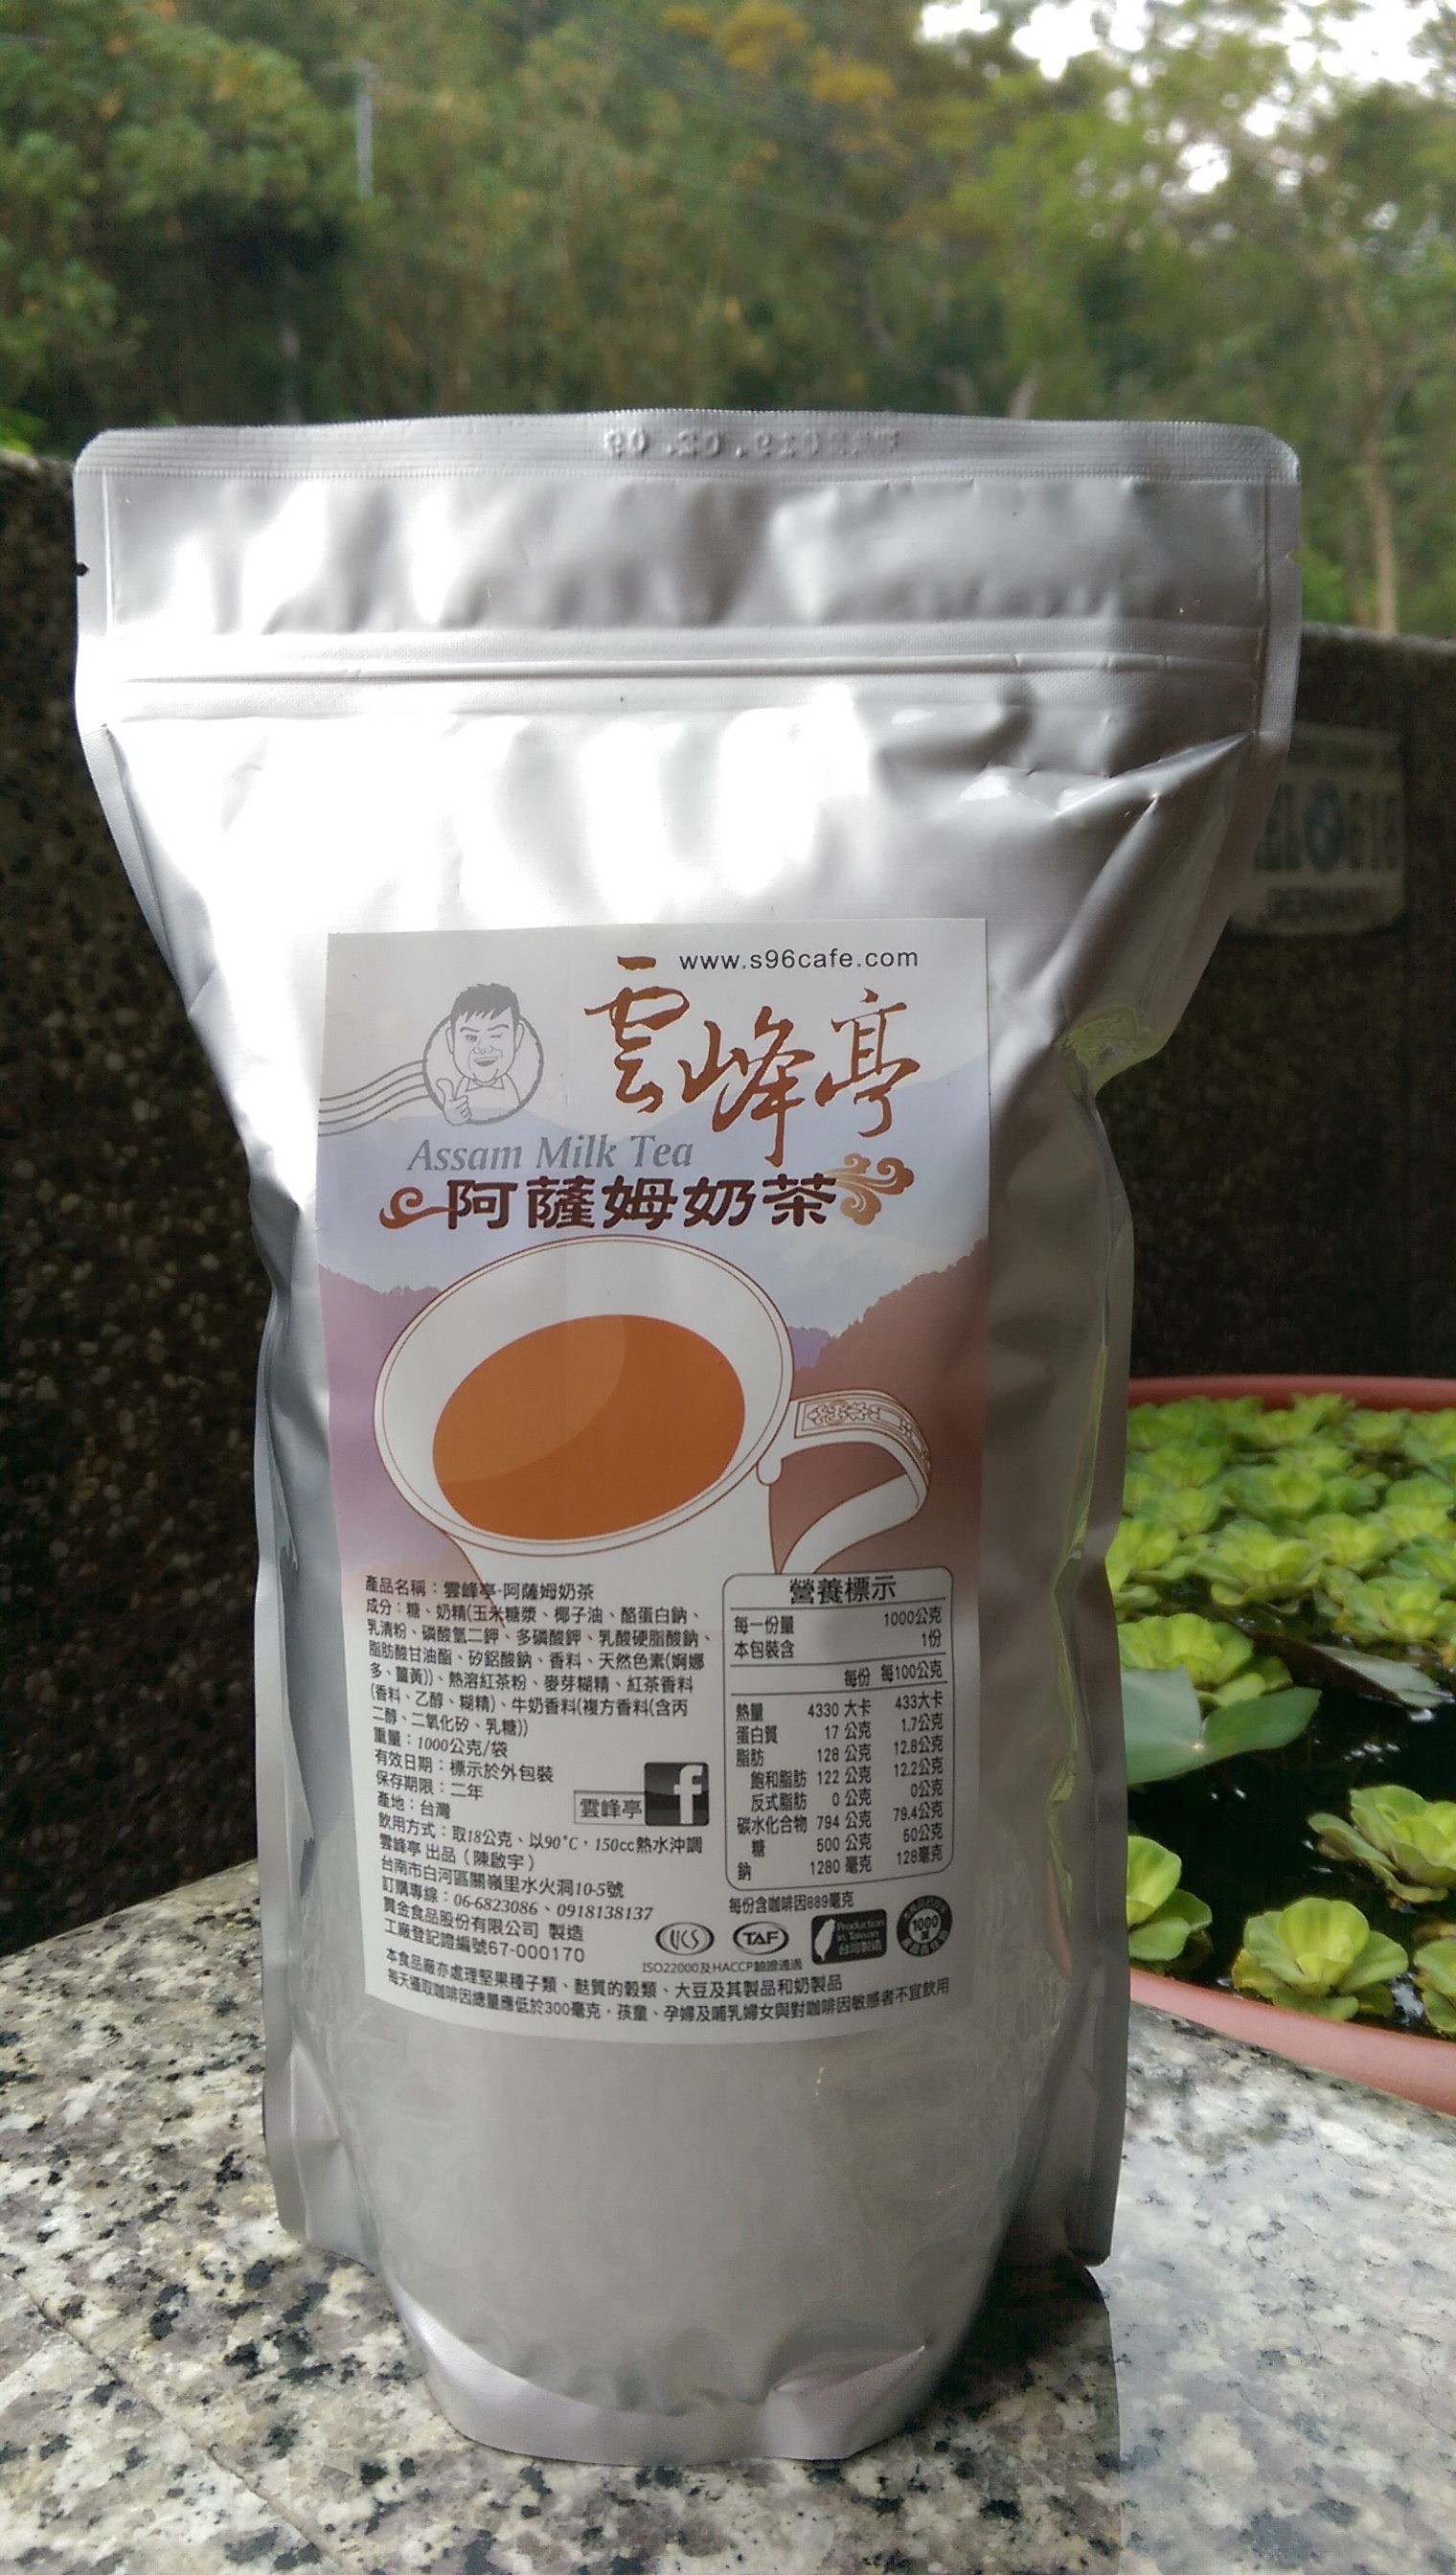 www.s96cafe.com
雲峰亭
Assam Milk Tea
阿薩姆奶茶
紅茶
產品名稱：雲峰亭-阿薩姆奶茶
成分：糖、奶精(玉米糖漿、椰子油、酪蛋白鈉、
乳清粉、磷酸氫二鉀、多磷酸鉀、乳酸硬脂酸鈉、
脂肪酸甘油酯、矽鋁酸鈉、香料、天然色素(婀娜
多、薑黃))、熱溶紅茶粉、麥芽糊精、紅茶香料
(香料、乙醇、糊精)、牛奶香料(複方香料(含丙
二醇、二氧化矽、乳糖))
重量：1000公克/袋
有效日期：標示於外包裝
保存期限：二年
產地：台灣
雲峰亭
f
飲用方式：取18公克、以90°C，150cc熱水沖調
雲峰亭 出品（陳啟宇）
台南市白河區關嶺里水火洞10-5號
訂購專線：06-6823086、0918138137
賞金食品股份有限公司 製造
工廠登記證編號67-000170
營養標示
每一份量 1000公克
本包裝含 1份
每份 每100公克
熱量 4330 大卡 433大卡
蛋白質 17 公克 1.7公克
脂肪 128 公克 12.8公克
飽和脂肪 122 公克 12.2公克
反式脂肪 0 公克 0公克
碳水化合物 794 公克 79.4公克
糖 500 公克 50公克
鈉 1280 毫克 128毫克
每份含咖啡因889毫克
UCS
TAF
Production
in Taiwan
台灣製造
1000
萬
ISO22000及HACCP驗證通過
本食品廠亦處理堅果種子類、麩質的穀類、大豆及其製品和奶製品
每天攝取咖啡因總量應低於300毫克，孩童、孕婦及哺乳婦女與對咖啡因敏感者不宜飲用